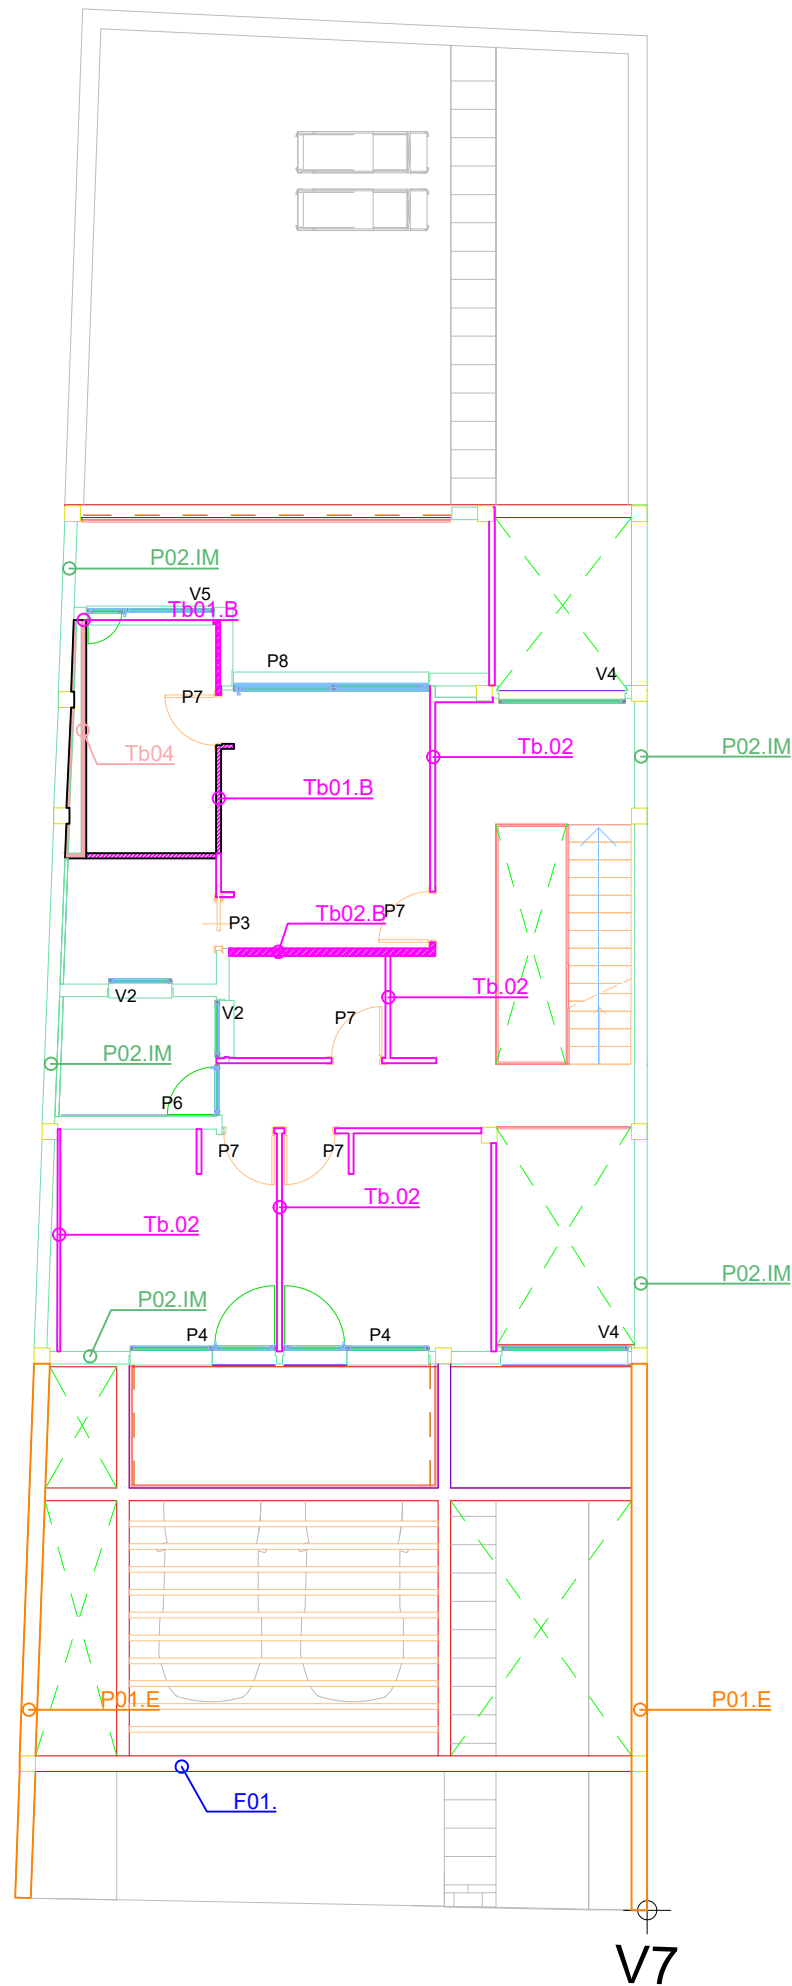 P02.IM
V5
Tb01.B
P8
V4
P7
Tb04
Tb.02
P02.IM
Tb01.B
Tb02.B
P7
P3
Tb.02
V2
V2
P7
P02.IM
P6
P7
P7
Tb.02
Tb.02
P02.IM
P02.IM
P4
P4
V4
P01.E
P01.E
F01.
V7